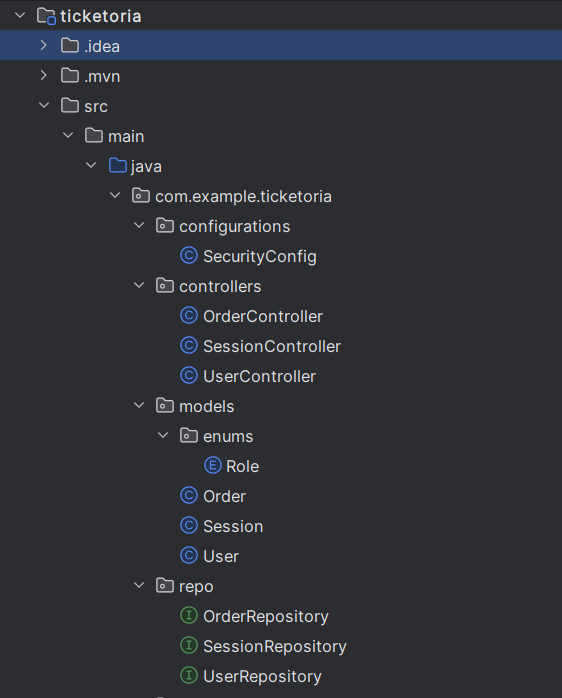 ticketoria
.idea
.mvn
src
main
java
com.example.ticketoria
configurations
C SecurityConfig
controllers
C OrderController
C SessionController
C UserController
models
enums
E Role
C Order
C Session
C User
repo
I OrderRepository
I SessionRepository
I UserRepository